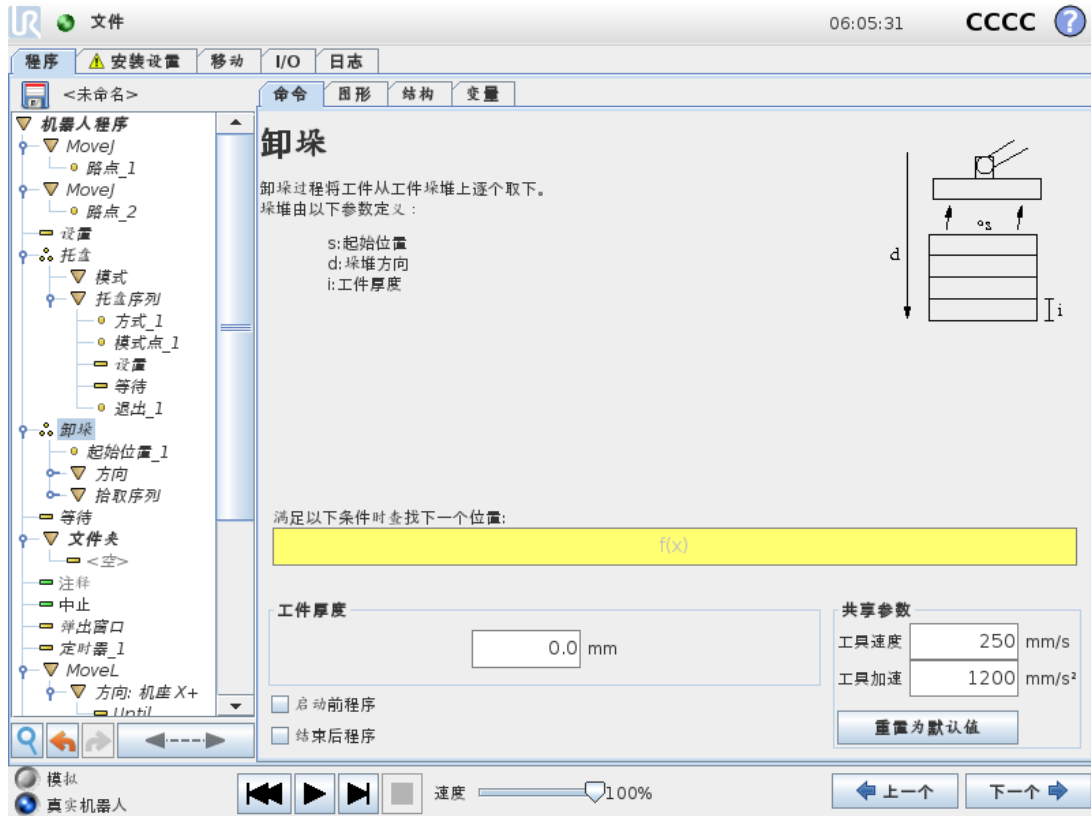 UR 文件 06:05:31 CCCC ?
程序 安装设置 移动 I/O 日志
<未命名>
命令 图形 结构 变量
机器人程序
MoveJ
路点_1
MoveJ
路点_2
设置
托盘
模式
托盘序列
方式_1
模式点_1
设置
等待
退出_1
卸垛
起始位置_1
方向
拾取序列
等待
文件夹
<空>
注释
中止
弹出窗口
定时器_1
MoveL
方向: 机座 X+
Until
卸垛
卸垛过程将工件从工件垛堆上逐个取下。
垛堆由以下参数定义：
s:起始位置
d:垛堆方向
i:工件厚度
s
d
i
满足以下条件时查找下一个位置:
f(x)
工件厚度
0.0 mm
启动前程序
结束后程序
共享参数
工具速度 250 mm/s
工具加速 1200 mm/s²
重置为默认值
模拟
真实机器人
速度 100%
上一个 下一个